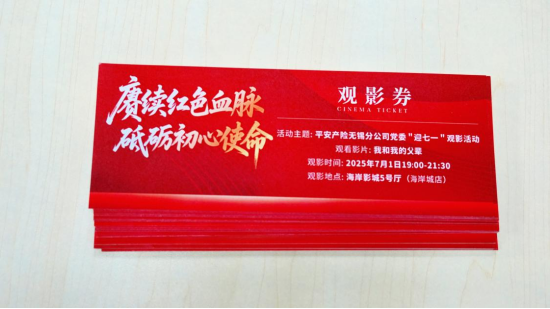 赓续红色血脉
砥砺初心使命
观影券
CINEMA TICKET
活动主题: 平安产险无锡分公司党委"迎七一"观影活动
观看影片: 我和我的父辈
观影时间: 2025年7月1日19:00-21:30
观影地点: 海岸影城5号厅（海岸城店）